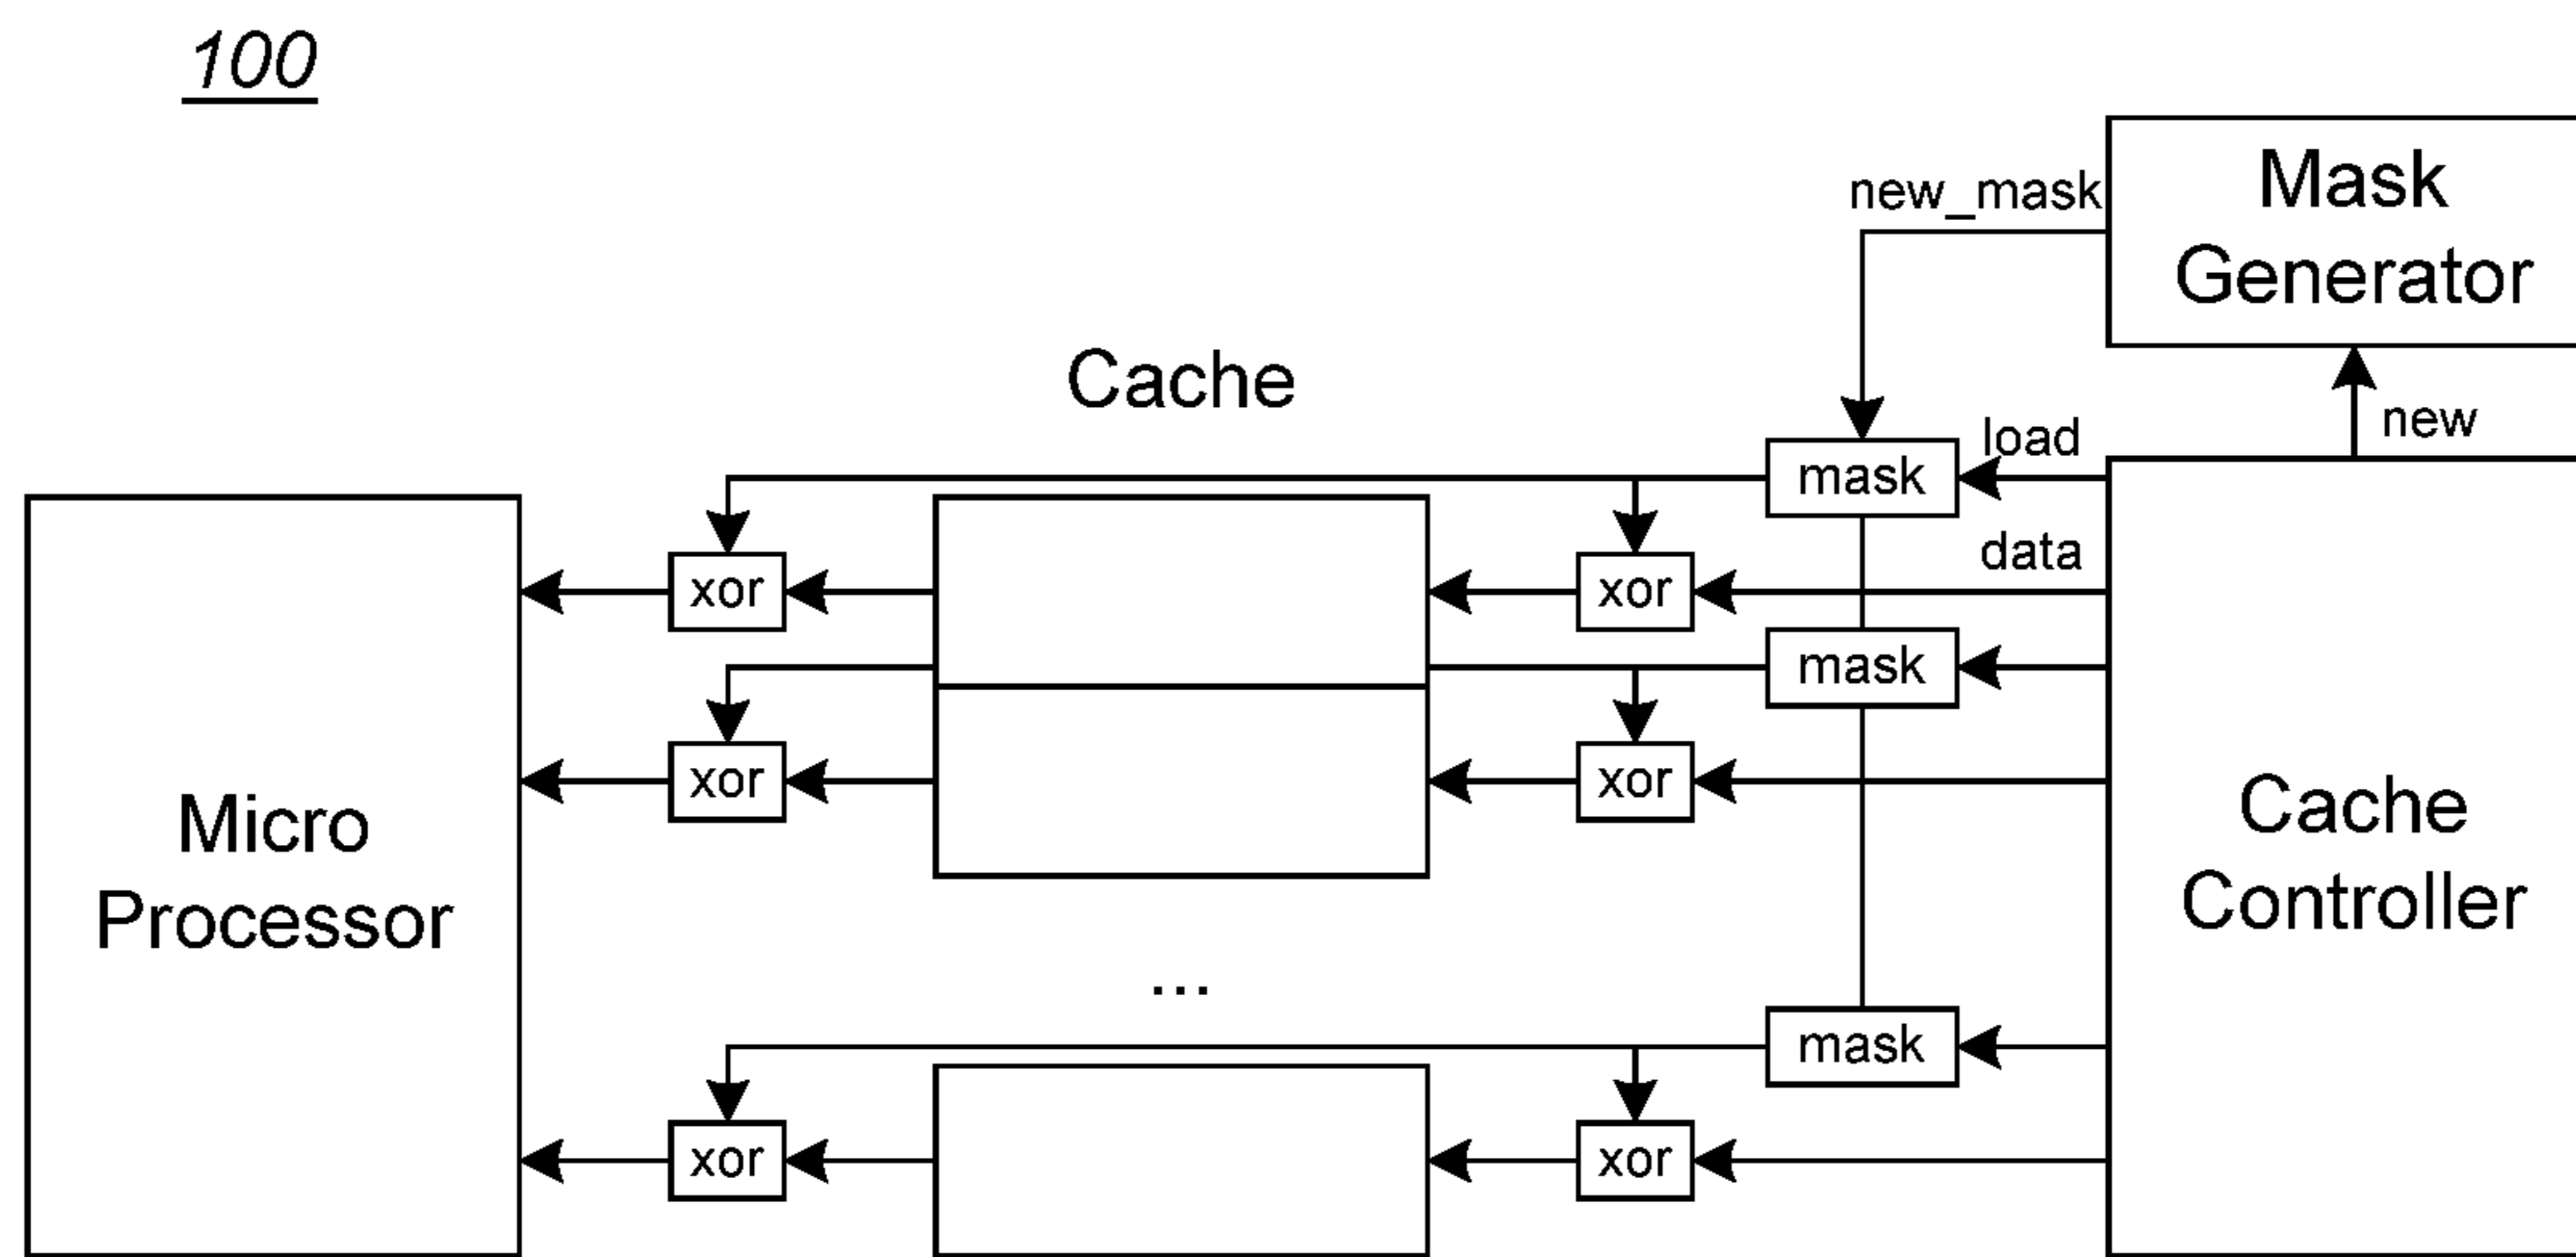 100
new_mask
Mask
Generator
Cache
load
new
mask
data
xor
xor
mask
xor
xor
Micro
Processor
Cache
Controller
...
mask
xor
xor